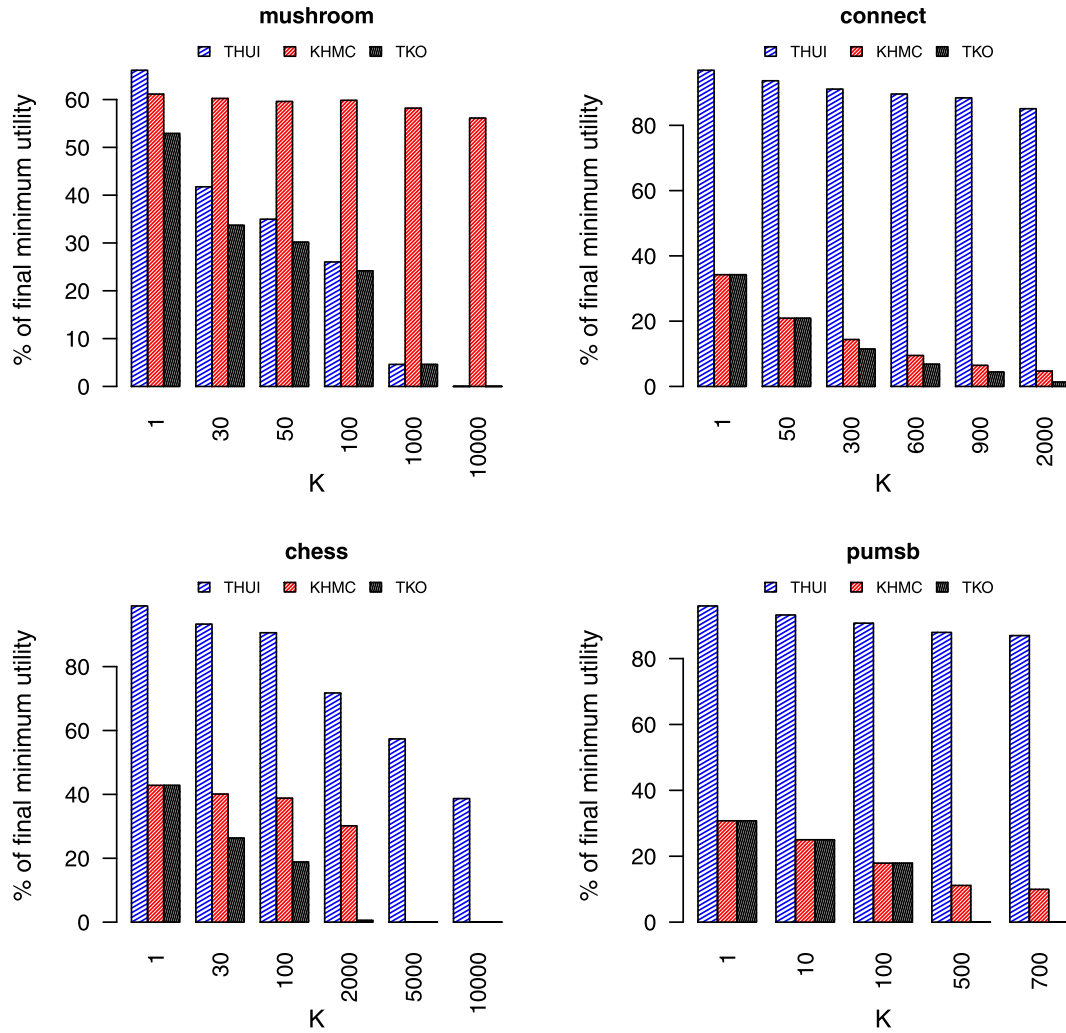 mushroom
THUI KHMC TKO
% of final minimum utility
60
50
40
30
20
10
0
1 30 50 100 1000 10000
K
connect
THUI KHMC TKO
% of final minimum utility
80
60
40
20
0
1 50 300 600 900 2000
K
chess
THUI KHMC TKO
% of final minimum utility
80
60
40
20
0
1 30 100 2000 5000 10000
K
pumsb
THUI KHMC TKO
% of final minimum utility
80
60
40
20
0
1 10 100 500 700
K